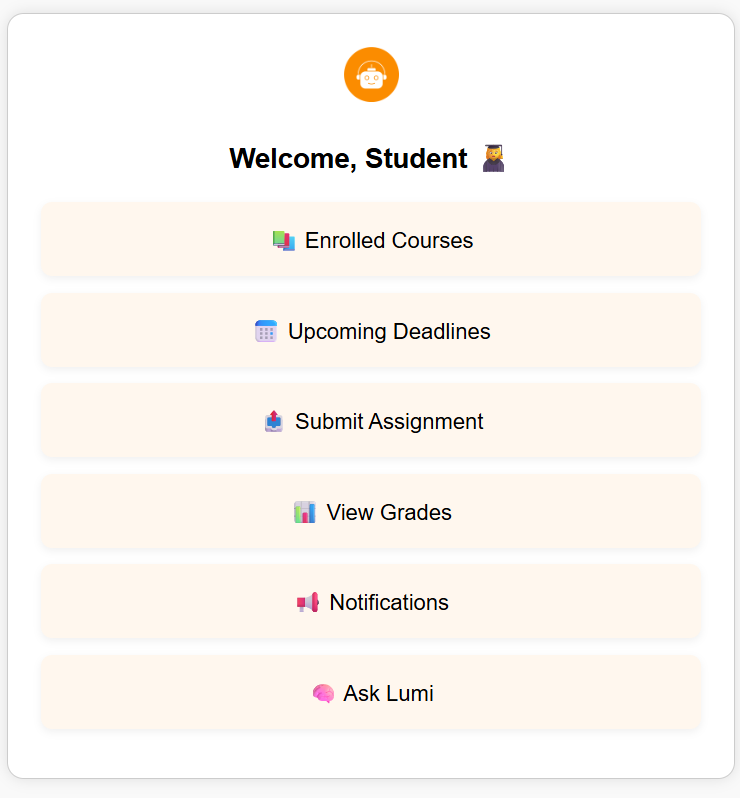 Welcome, Student
Enrolled Courses
Upcoming Deadlines
Submit Assignment
View Grades
Notifications
Ask Lumi